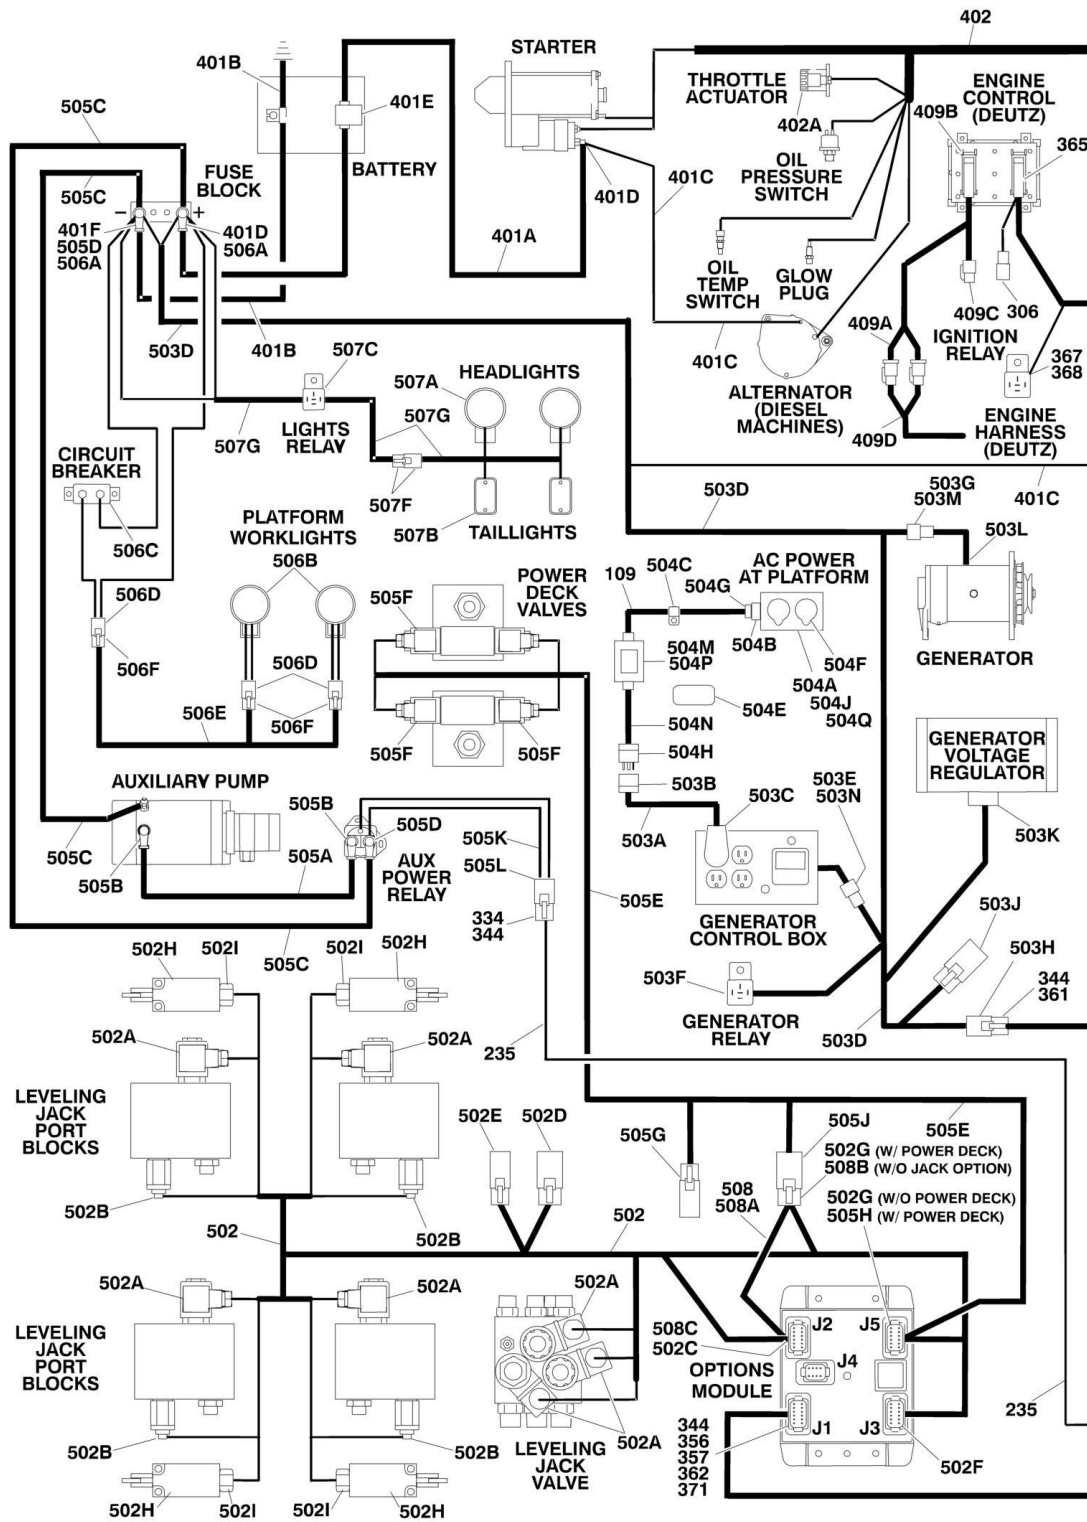 402
STARTER
401B
THROTTLE
ACTUATOR
ENGINE
CONTROL
(DEUTZ)
409B
505C
401E
402A
365
FUSE
BLOCK
BATTERY
OIL
PRESSURE
SWITCH
505C
401C
401D
401F
505D
506A
401D
506A
401A
OIL
TEMP
SWITCH
GLOW
PLUG
409C
306
503D
401B
507C
409A
IGNITION
RELAY
401C
367
368
507A
HEADLIGHTS
ALTERNATOR
(DIESEL
MACHINES)
507G
507G
LIGHTS
RELAY
409D
ENGINE
HARNESS
(DEUTZ)
CIRCUIT
BREAKER
503D
503G
503M
401C
507F
507B
TAILLIGHTS
503L
PLATFORM
WORKLIGHTS
506C
506B
POWER
DECK
VALVES
109
504C
504G
AC POWER
AT PLATFORM
506D
505F
504M
504P
504B
504F
GENERATOR
506F
506D
504A
504J
504Q
504E
506E
506F
505F
505F
504N
GENERATOR
VOLTAGE
REGULATOR
504H
AUXILIARY PUMP
505B
503B
503C
503E
503N
505D
505K
503A
503K
505C
505A
505B
AUX
POWER
RELAY
505L
505E
334
344
GENERATOR
CONTROL BOX
503J
503H
502H
502I
505C
502I
502H
503F
344
361
GENERATOR
RELAY
503D
502A
502A
235
LEVELING
JACK
PORT
BLOCKS
502E
502D
505G
505J
505E
502G (W/ POWER DECK)
508B (W/O JACK OPTION)
502G (W/O POWER DECK)
505H (W/ POWER DECK)
508
508A
502B
502
502B
502
502A
502A
502A
LEVELING
JACK
PORT
BLOCKS
508C
502C
J2
J5
J4
OPTIONS
MODULE
J1
J3
235
344
356
357
362
371
502B
502B
LEVELING
JACK
VALVE
502A
502F
502H
502I
502I
502H